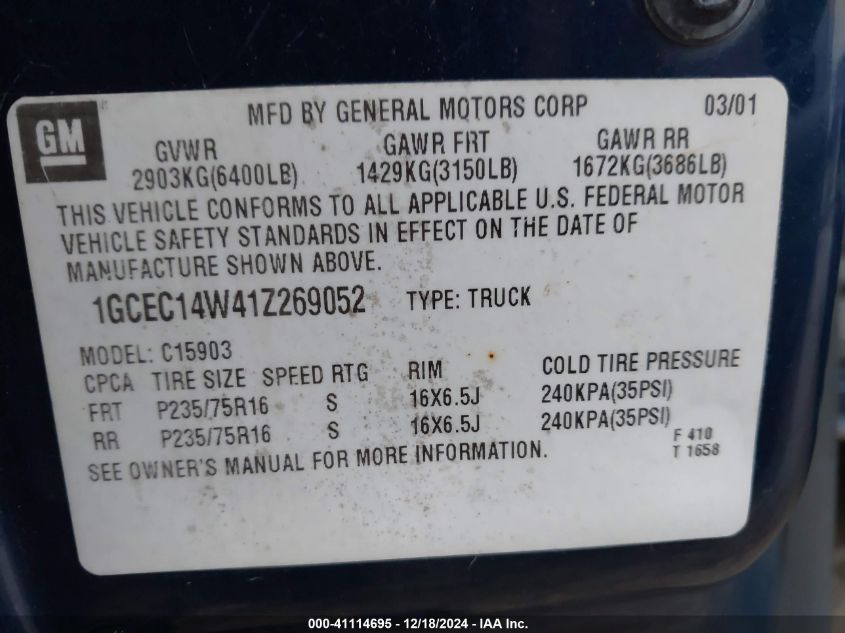 GM
MFD BY GENERAL MOTORS CORP 03/01
GVWR GAWR FRT GAWR RR
2903KG(6400LB) 1429KG(3150LB) 1672KG(3686LB)
THIS VEHICLE CONFORMS TO ALL APPLICABLE U.S. FEDERAL MOTOR
VEHICLE SAFETY STANDARDS IN EFFECT ON THE DATE OF
MANUFACTURE SHOWN ABOVE.
1GCEC14W41Z269052 TYPE: TRUCK
MODEL: C15903
CPCA TIRE SIZE SPEED RTG RIM COLD TIRE PRESSURE
FRT P235/75R16 S 16X6.5J 240KPA(35PSI)
RR P235/75R16 S 16X6.5J 240KPA(35PSI)
SEE OWNER'S MANUAL FOR MORE INFORMATION.
F 410
T 1658
000-41114695 - 12/18/2024 - IAA Inc.